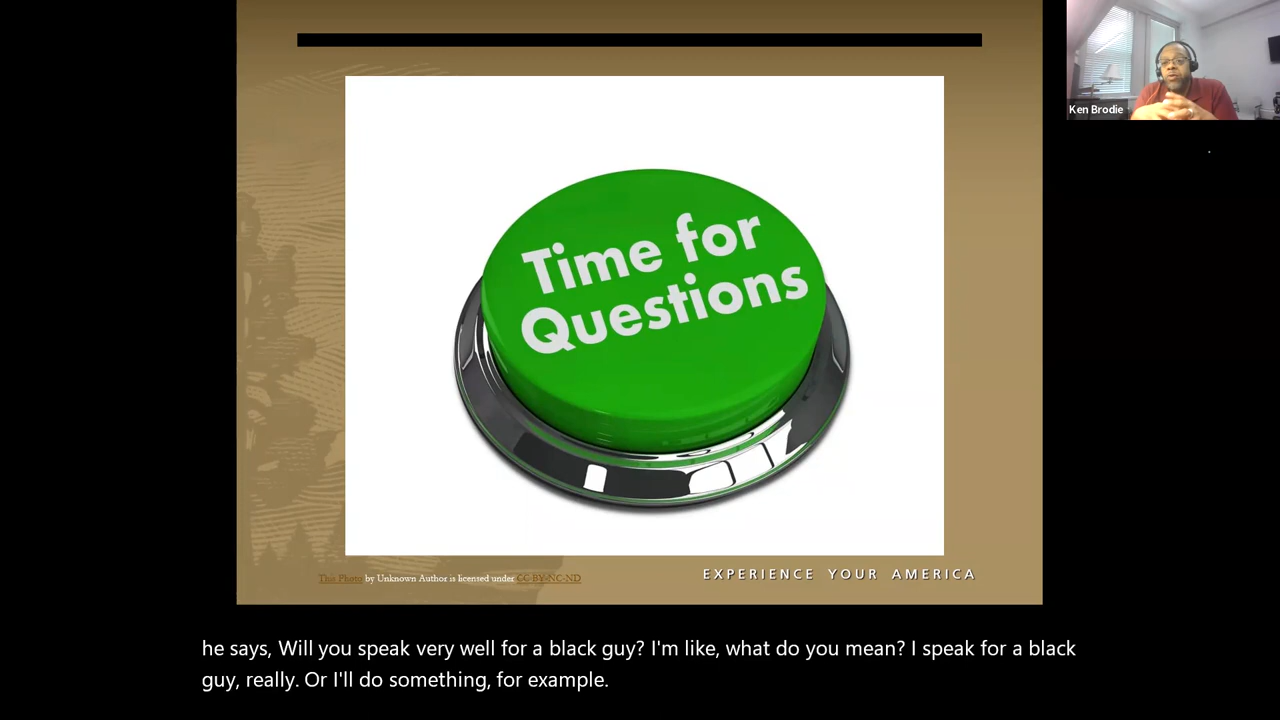 Ken Brodie
Time for
Questions
This Photo by Unknown Author is licensed under CC BY-NC-ND
EXPERIENCE YOUR AMERICA
he says, Will you speak very well for a black guy? I'm like, what do you mean? I speak for a black
guy, really. Or I'll do something, for example.